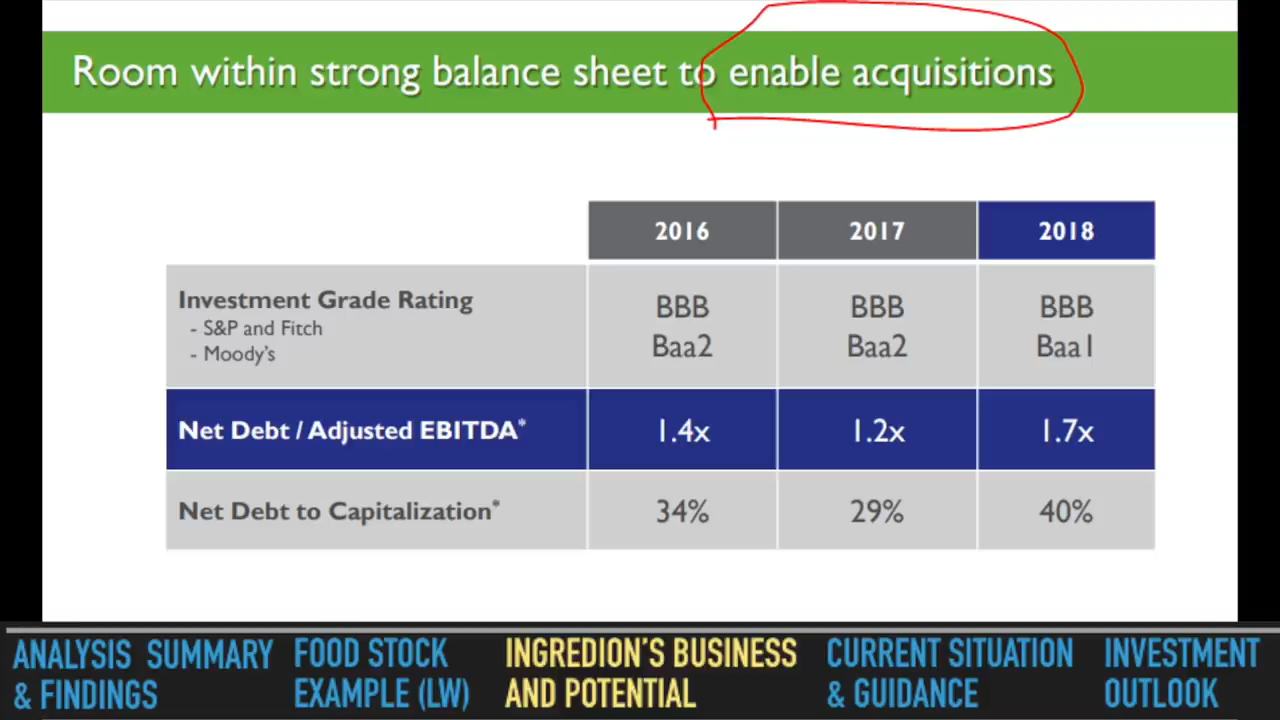 Room within strong balance sheet to enable acquisitions
2016 2017 2018
Investment Grade Rating
- S&P and Fitch BBB BBB BBB
- Moody's Baa2 Baa2 Baa1
Net Debt / Adjusted EBITDA* 1.4x 1.2x 1.7x
Net Debt to Capitalization* 34% 29% 40%
ANALYSIS SUMMARY FOOD STOCK INGREDION'S BUSINESS CURRENT SITUATION INVESTMENT
& FINDINGS EXAMPLE (LW) AND POTENTIAL & GUIDANCE OUTLOOK